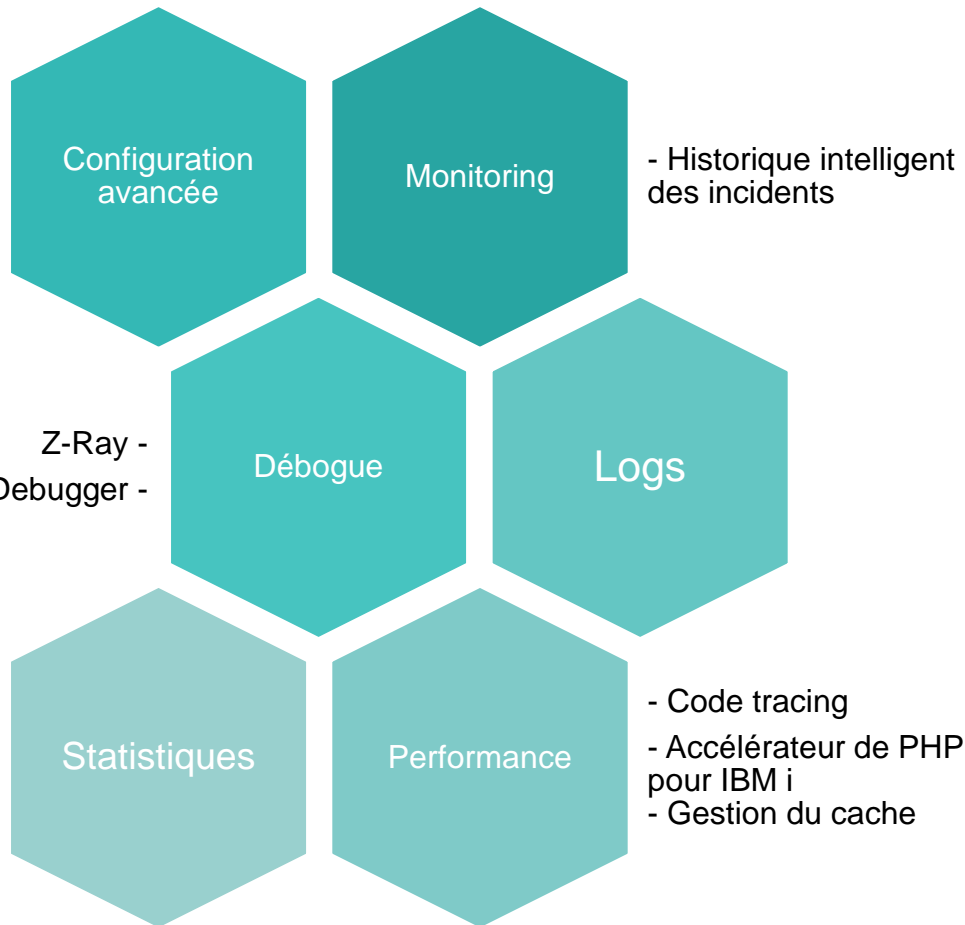 Configuration
avancée
Monitoring
- Historique intelligent
des incidents
Z-Ray -
Debugger -
Débogue
Logs
Statistiques
Performance
- Code tracing
- Accélérateur de PHP
pour IBM i
- Gestion du cache